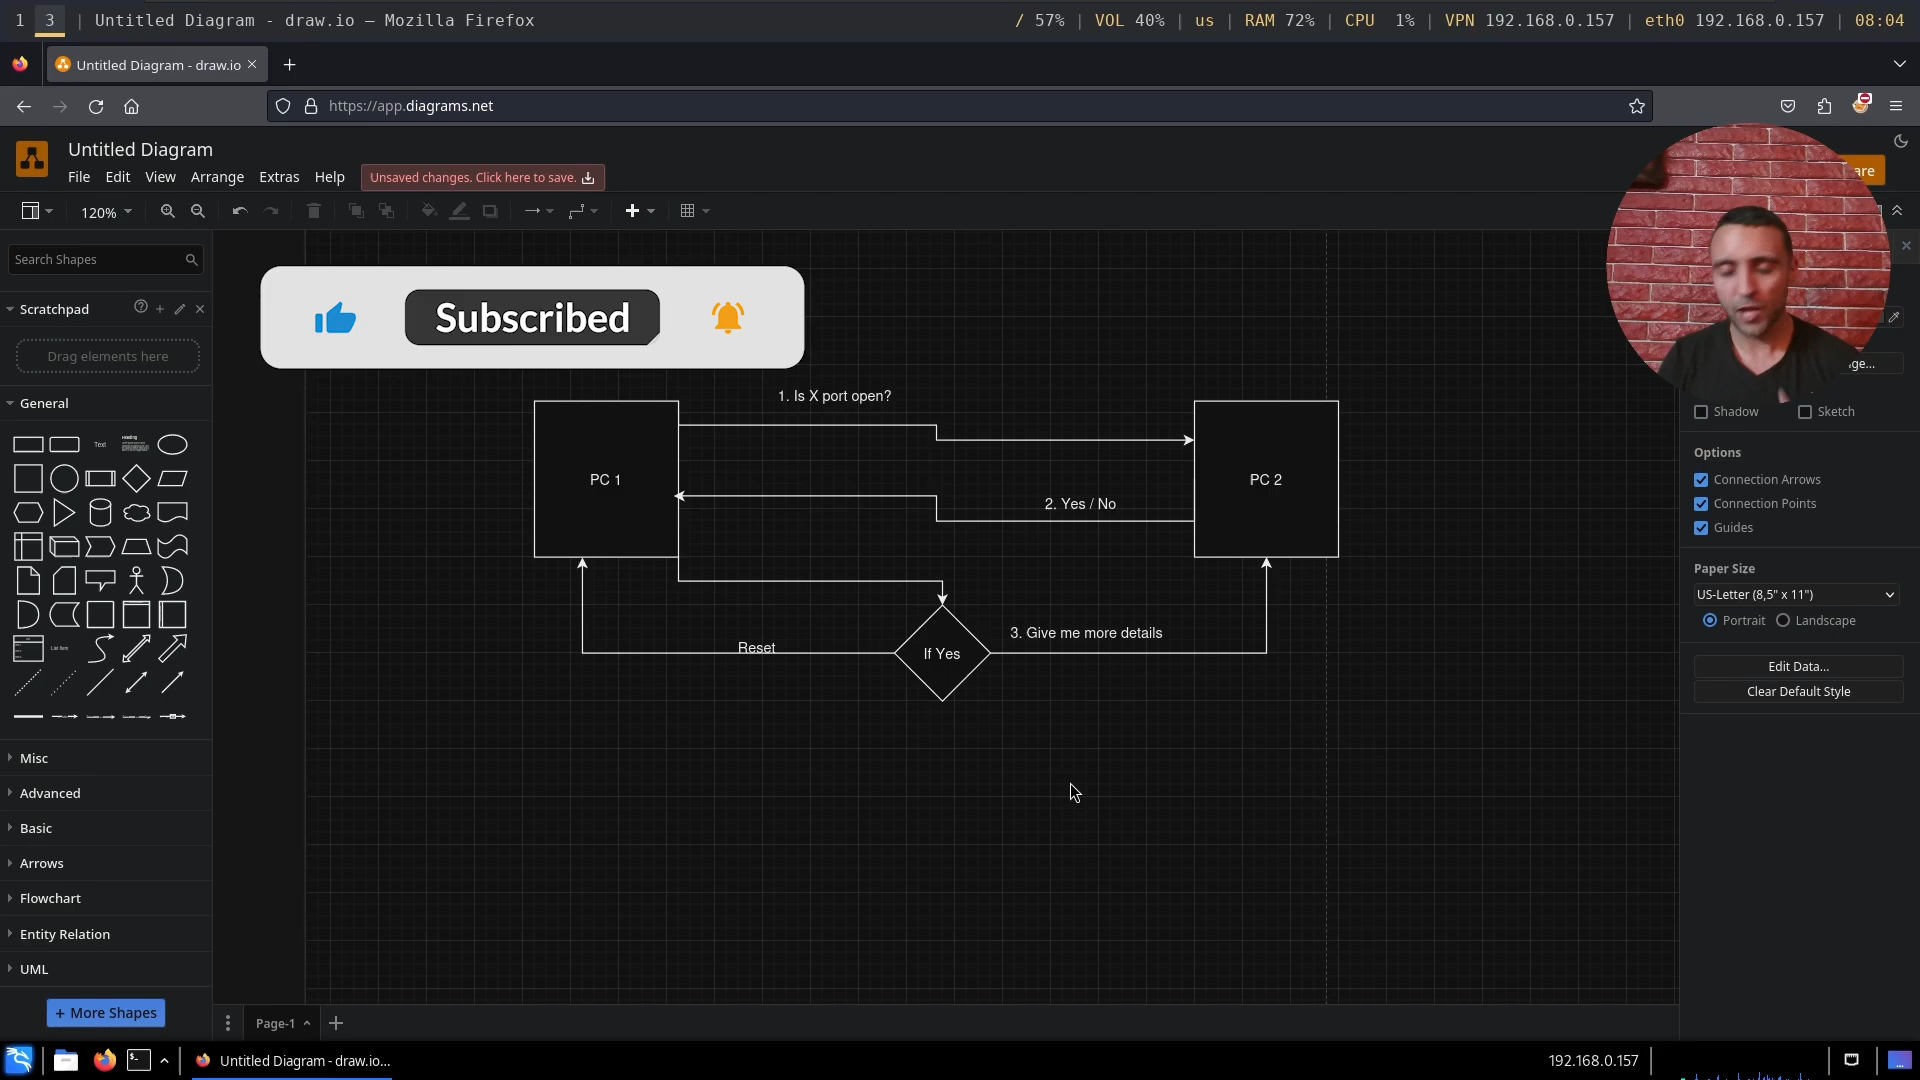 1 3 | Untitled Diagram - draw.io — Mozilla Firefox
/ 57% | VOL 40% | us | RAM 72% | CPU 1% | VPN 192.168.0.157 | eth0 192.168.0.157 | 08:04
Untitled Diagram - draw.io
https://app.diagrams.net
Untitled Diagram
File Edit View Arrange Extras Help
Unsaved changes. Click here to save.
are
120%
Search Shapes
Scratchpad
Drag elements here
General
Text
Heading
List Item
Misc
Advanced
Basic
Arrows
Flowchart
Entity Relation
UML
+ More Shapes
Subscribed
1. Is X port open?
PC 1
PC 2
2. Yes / No
3. Give me more details
Reset
If Yes
ge...
Shadow
Sketch
Options
Connection Arrows
Connection Points
Guides
Paper Size
US-Letter (8,5" x 11")
Portrait
Landscape
Edit Data...
Clear Default Style
Page-1
Untitled Diagram - draw.io...
192.168.0.157